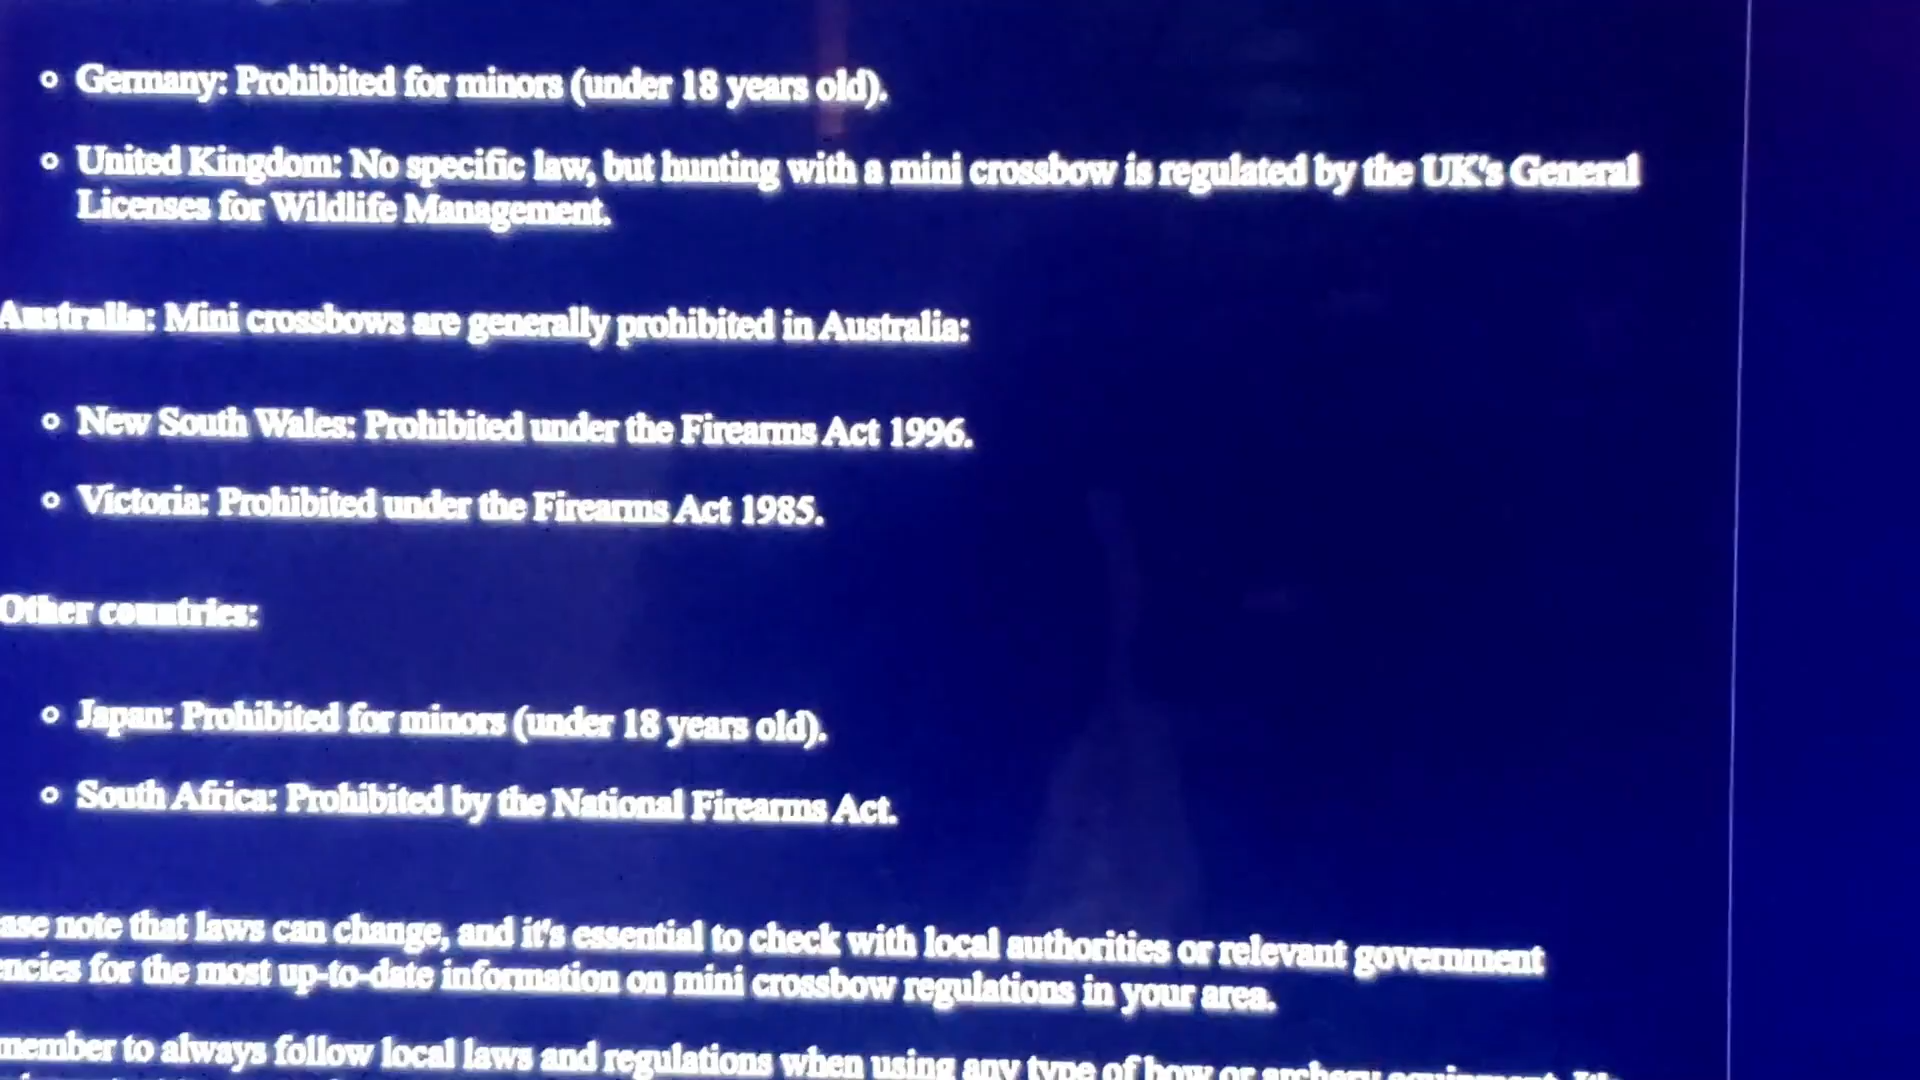 Germany: Prohibited for minors (under 18 years old).
United Kingdom: No specific law, but hunting with a mini crossbow is regulated by the UK's General
Licenses for Wildlife Management.
Australia: Mini crossbows are generally prohibited in Australia:
New South Wales: Prohibited under the Firearms Act 1996.
Victoria: Prohibited under the Firearms Act 1985.
Other countries:
Japan: Prohibited for minors (under 18 years old).
South Africa: Prohibited by the National Firearms Act.
ase note that laws can change, and it's essential to check with local authorities or relevant government
encies for the most up-to-date information on mini crossbow regulations in your area.
member to always follow local laws and regulations when using any type of bow or archery equipment. It's